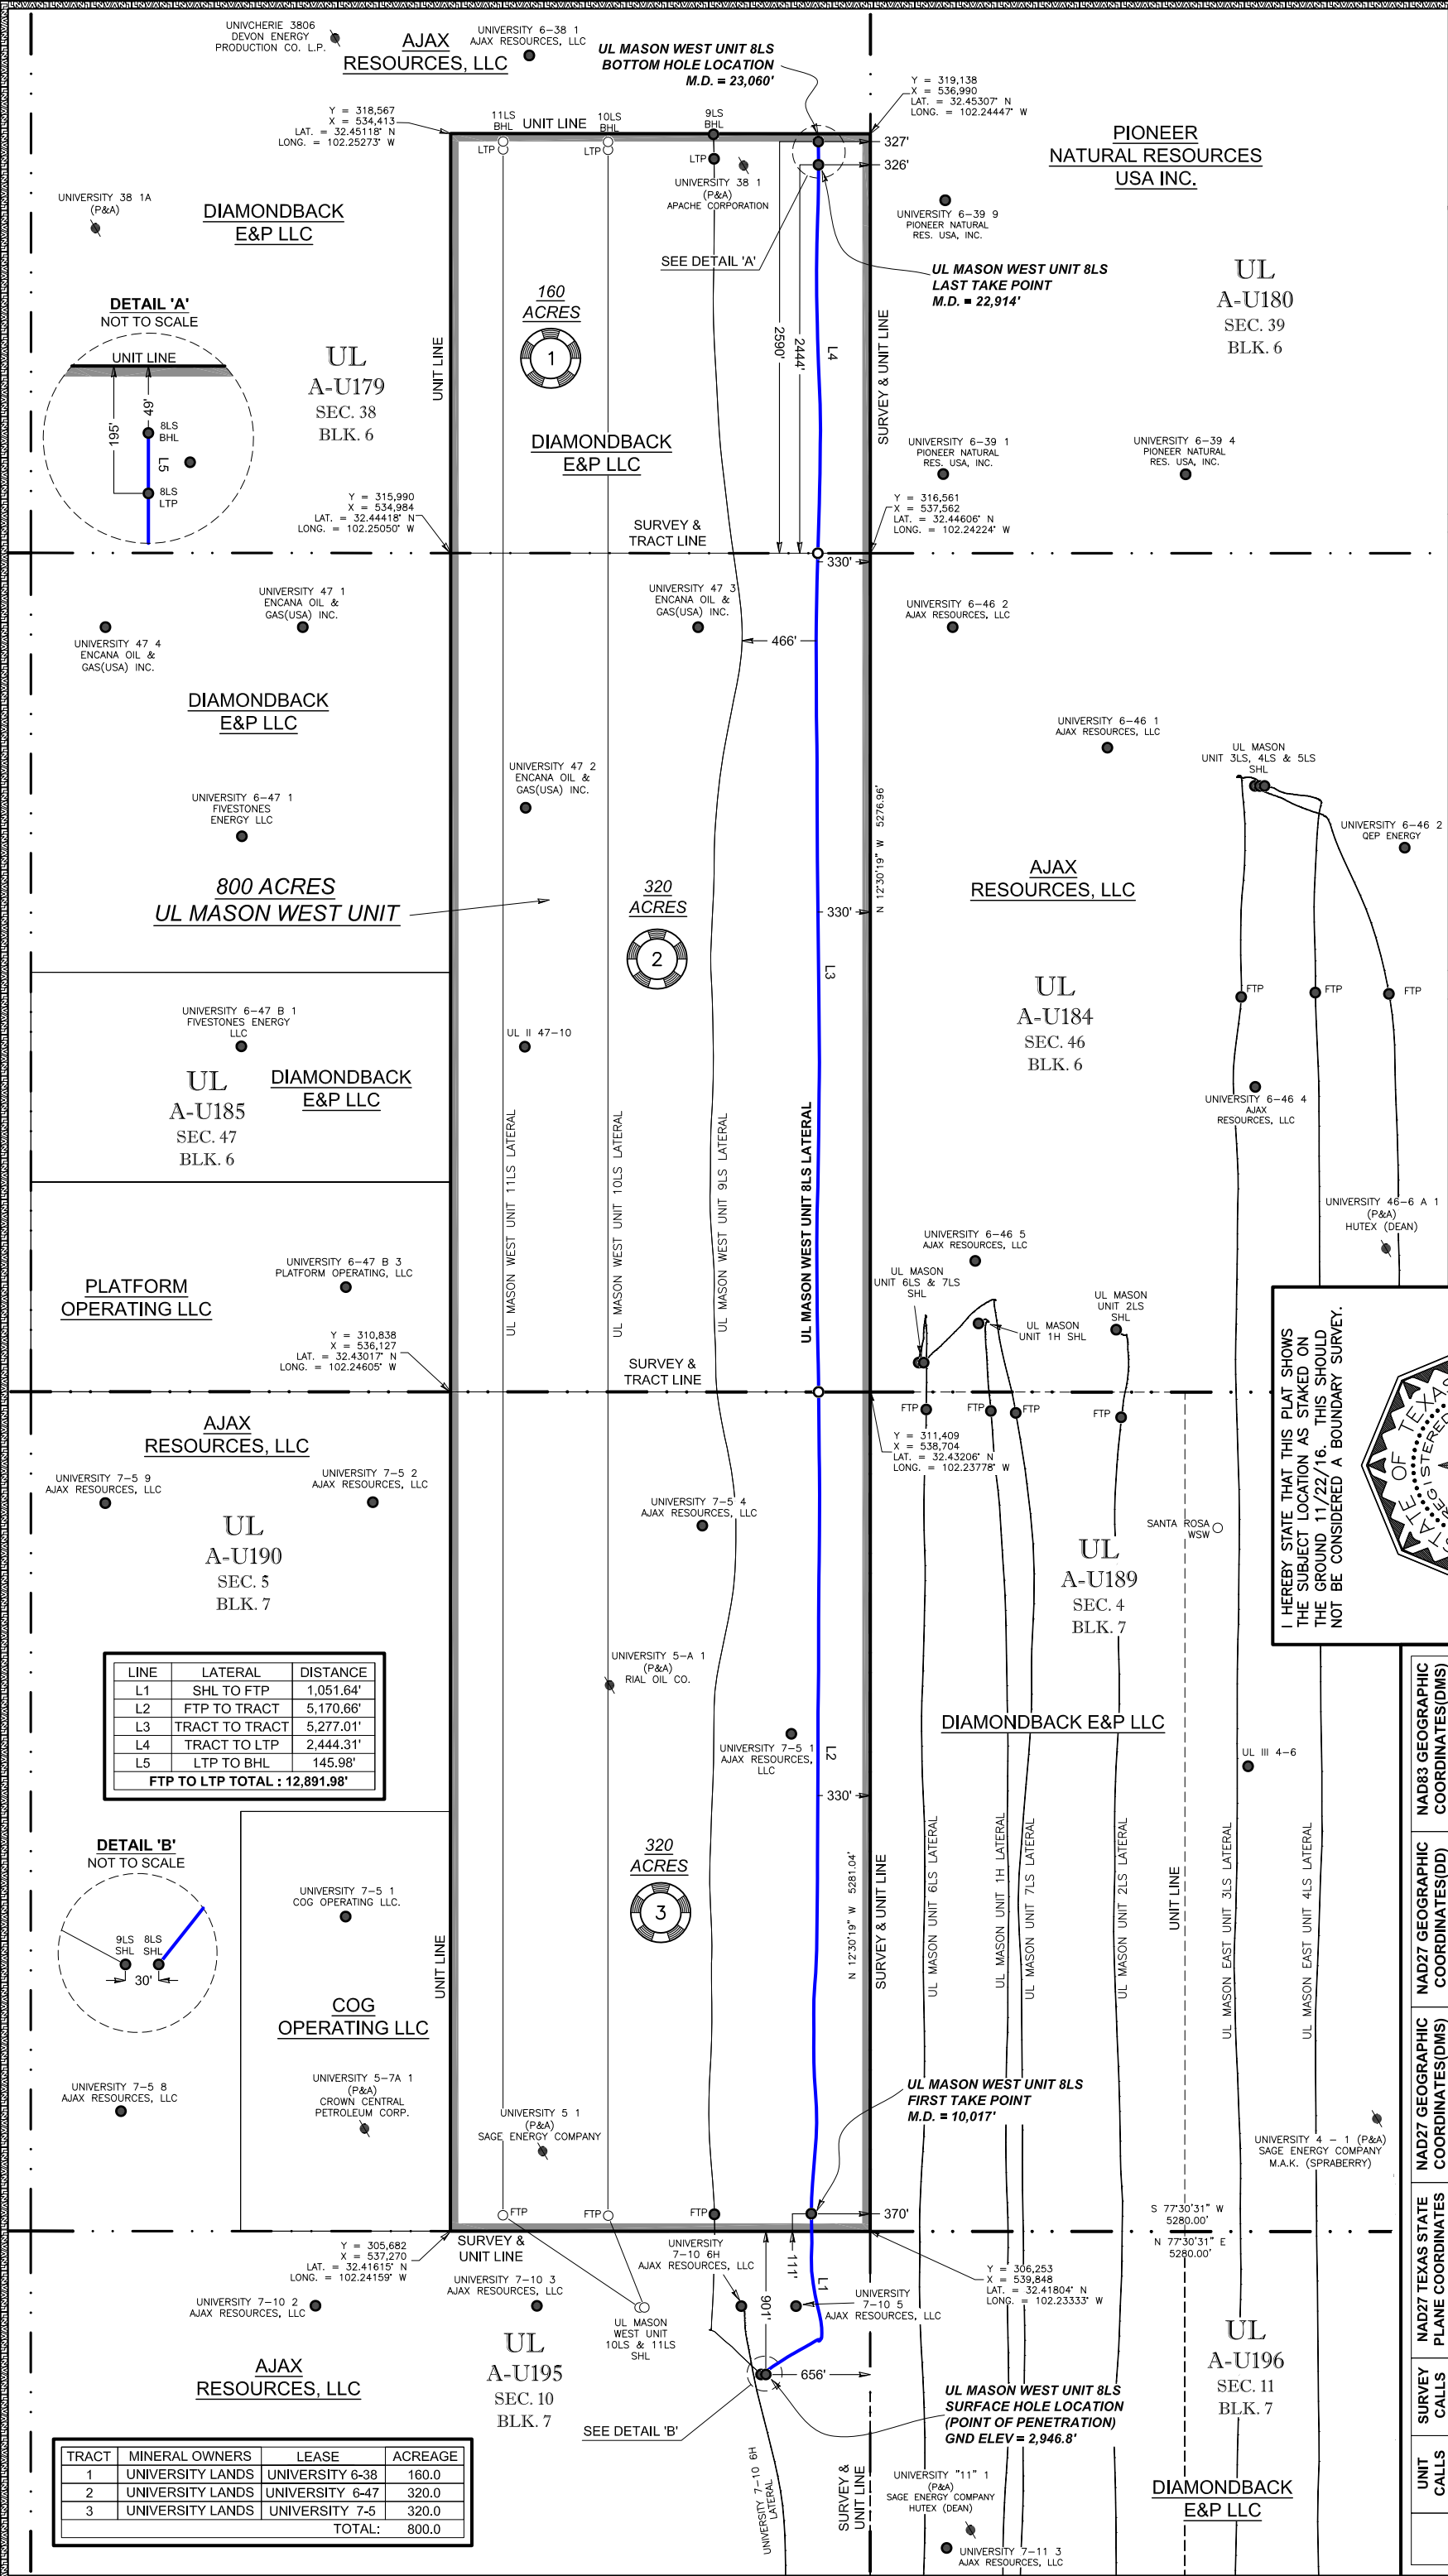 UNIVCHERIE 3806
DEVON ENERGY
PRODUCTION CO. L.P.
AJAX
RESOURCES, LLC
UNIVERSITY 6-38 1
AJAX RESOURCES, LLC
UL MASON WEST UNIT 8LS
BOTTOM HOLE LOCATION
M.D. = 23,060'
Y = 319,138
X = 536,990
LAT. = 32.45307° N
LONG. = 102.24447° W
Y = 318,567
X = 534,413
LAT. = 32.45118° N
LONG. = 102.25273° W
11LS
BHL
UNIT LINE
10LS
BHL
9LS
BHL
LTP
LTP
LTP
327'
326'
PIONEER
NATURAL RESOURCES
USA INC.
UNIVERSITY 38 1
(P&A)
APACHE CORPORATION
UNIVERSITY 38 1A
(P&A)
DIAMONDBACK
E&P LLC
UNIVERSITY 6-39 9
PIONEER NATURAL
RES. USA, INC.
SEE DETAIL 'A'
UL MASON WEST UNIT 8LS
LAST TAKE POINT
M.D. = 22,914'
UL
A-U180
SEC. 39
BLK. 6
DETAIL 'A'
NOT TO SCALE
UNIT LINE
195'
49'
8LS
BHL
L5
8LS
LTP
UL
A-U179
SEC. 38
BLK. 6
UNIT LINE
160
ACRES
1
2590'
2444'
L4
SURVEY & UNIT LINE
DIAMONDBACK
E&P LLC
UNIVERSITY 6-39 1
PIONEER NATURAL
RES. USA, INC.
UNIVERSITY 6-39 4
PIONEER NATURAL
RES. USA, INC.
Y = 315,990
X = 534,984
LAT. = 32.44418° N
LONG. = 102.25050° W
SURVEY &
TRACT LINE
Y = 316,561
X = 537,562
LAT. = 32.44606° N
LONG. = 102.24224° W
330'
UNIVERSITY 47 1
ENCANA OIL &
GAS(USA) INC.
UNIVERSITY 47 3
ENCANA OIL &
GAS(USA) INC.
UNIVERSITY 6-46 2
AJAX RESOURCES, LLC
UNIVERSITY 47 4
ENCANA OIL &
GAS(USA) INC.
466'
DIAMONDBACK
E&P LLC
UNIVERSITY 6-46 1
AJAX RESOURCES, LLC
UL MASON
UNIT 3LS, 4LS & 5LS
SHL
UNIVERSITY 47 2
ENCANA OIL &
GAS(USA) INC.
UNIVERSITY 6-47 1
FIVESTONES
ENERGY LLC
N 12°30'19" W 5276.96'
UNIVERSITY 6-46 2
QEP ENERGY
800 ACRES
UL MASON WEST UNIT
320
ACRES
2
330'
L3
AJAX
RESOURCES, LLC
UL
A-U184
SEC. 46
BLK. 6
FTP
FTP
FTP
UNIVERSITY 6-47 B 1
FIVESTONES ENERGY
LLC
UL II 47-10
UL
A-U185
SEC. 47
BLK. 6
DIAMONDBACK
E&P LLC
UNIVERSITY 6-46 4
AJAX
RESOURCES, LLC
UL MASON WEST UNIT 11LS LATERAL
UL MASON WEST UNIT 10LS LATERAL
UL MASON WEST UNIT 9LS LATERAL
UL MASON WEST UNIT 8LS LATERAL
UNIVERSITY 46-6 A 1
(P&A)
HUTEX (DEAN)
UNIVERSITY 6-46 5
AJAX RESOURCES, LLC
UNIVERSITY 6-47 B 3
PLATFORM OPERATING, LLC
PLATFORM
OPERATING LLC
UL MASON
UNIT 6LS & 7LS
SHL
UL MASON
UNIT 1H SHL
UL MASON
UNIT 2LS
SHL
Y = 310,838
X = 536,127
LAT. = 32.43017° N
LONG. = 102.24605° W
SURVEY &
TRACT LINE
FTP
FTP
FTP
FTP
Y = 311,409
X = 538,704
LAT. = 32.43206° N
LONG. = 102.23778° W
I HEREBY STATE THAT THIS PLAT SHOWS
THE SUBJECT LOCATION AS STAKED ON
THE GROUND 11/22/16. THIS SHOULD
NOT BE CONSIDERED A BOUNDARY SURVEY.
STATE OF TEXAS
REGISTERED
AJAX
RESOURCES, LLC
UNIVERSITY 7-5 9
AJAX RESOURCES, LLC
UNIVERSITY 7-5 2
AJAX RESOURCES, LLC
UNIVERSITY 7-5 4
AJAX RESOURCES, LLC
SANTA ROSA
WSW
UL
A-U190
SEC. 5
BLK. 7
UL
A-U189
SEC. 4
BLK. 7
LINE LATERAL DISTANCE
L1 SHL TO FTP 1,051.64'
L2 FTP TO TRACT 5,170.66'
L3 TRACT TO TRACT 5,277.01'
L4 TRACT TO LTP 2,444.31'
L5 LTP TO BHL 145.98'
FTP TO LTP TOTAL : 12,891.98'
UNIVERSITY 5-A 1
(P&A)
RIAL OIL CO.
DIAMONDBACK E&P LLC
UNIVERSITY 7-5 1
AJAX RESOURCES,
LLC
L2
330'
UL III 4-6
DETAIL 'B'
NOT TO SCALE
9LS
SHL
8LS
SHL
30'
UNIVERSITY 7-5 1
COG OPERATING LLC.
UNIT LINE
320
ACRES
3
N 12°30'19" W 5281.04'
SURVEY & UNIT LINE
UL MASON UNIT 6LS LATERAL
UL MASON UNIT 1H LATERAL
UL MASON UNIT 7LS LATERAL
UL MASON UNIT 2LS LATERAL
UNIT LINE
UL MASON EAST UNIT 3LS LATERAL
UL MASON EAST UNIT 4LS LATERAL
COG
OPERATING LLC
UNIVERSITY 7-5 8
AJAX RESOURCES, LLC
UNIVERSITY 5-7A 1
(P&A)
CROWN CENTRAL
PETROLEUM CORP.
UNIVERSITY 5 1
(P&A)
SAGE ENERGY COMPANY
UL MASON WEST UNIT 8LS
FIRST TAKE POINT
M.D. = 10,017'
UNIVERSITY 4 - 1 (P&A)
SAGE ENERGY COMPANY
M.A.K. (SPRABERRY)
FTP
FTP
FTP
370'
S 77°30'31" W
5280.00'
N 77°30'31" E
5280.00'
SURVEY &
UNIT LINE
Y = 305,682
X = 537,270
LAT. = 32.41615° N
LONG. = 102.24159° W
UNIVERSITY
7-10 6H
AJAX RESOURCES, LLC
111'
901'
L1
Y = 306,253
X = 539,848
LAT. = 32.41804° N
LONG. = 102.23333° W
UNIVERSITY 7-10 2
AJAX RESOURCES, LLC
UNIVERSITY 7-10 3
AJAX RESOURCES, LLC
UNIVERSITY
7-10 5
AJAX RESOURCES, LLC
UL MASON
WEST UNIT
10LS & 11LS
SHL
UL
A-U195
SEC. 10
BLK. 7
AJAX
RESOURCES, LLC
656'
UL MASON WEST UNIT 8LS
SURFACE HOLE LOCATION
(POINT OF PENETRATION)
GND ELEV = 2,946.8'
UL
A-U196
SEC. 11
BLK. 7
SEE DETAIL 'B'
UNIVERSITY 7-10 6H
LATERAL
SURVEY &
UNIT LINE
UNIVERSITY "11" 1
(P&A)
SAGE ENERGY COMPANY
HUTEX (DEAN)
UNIVERSITY 7-11 3
AJAX RESOURCES, LLC
DIAMONDBACK
E&P LLC
TRACT MINERAL OWNERS LEASE ACREAGE
1 UNIVERSITY LANDS UNIVERSITY 6-38 160.0
2 UNIVERSITY LANDS UNIVERSITY 6-47 320.0
3 UNIVERSITY LANDS UNIVERSITY 7-5 320.0
TOTAL: 800.0
UNIT
CALLS
SURVEY
CALLS
NAD27 TEXAS STATE
PLANE COORDINATES
NAD27 GEOGRAPHIC
COORDINATES(DMS)
NAD27 GEOGRAPHIC
COORDINATES(DD)
NAD83 GEOGRAPHIC
COORDINATES(DMS)